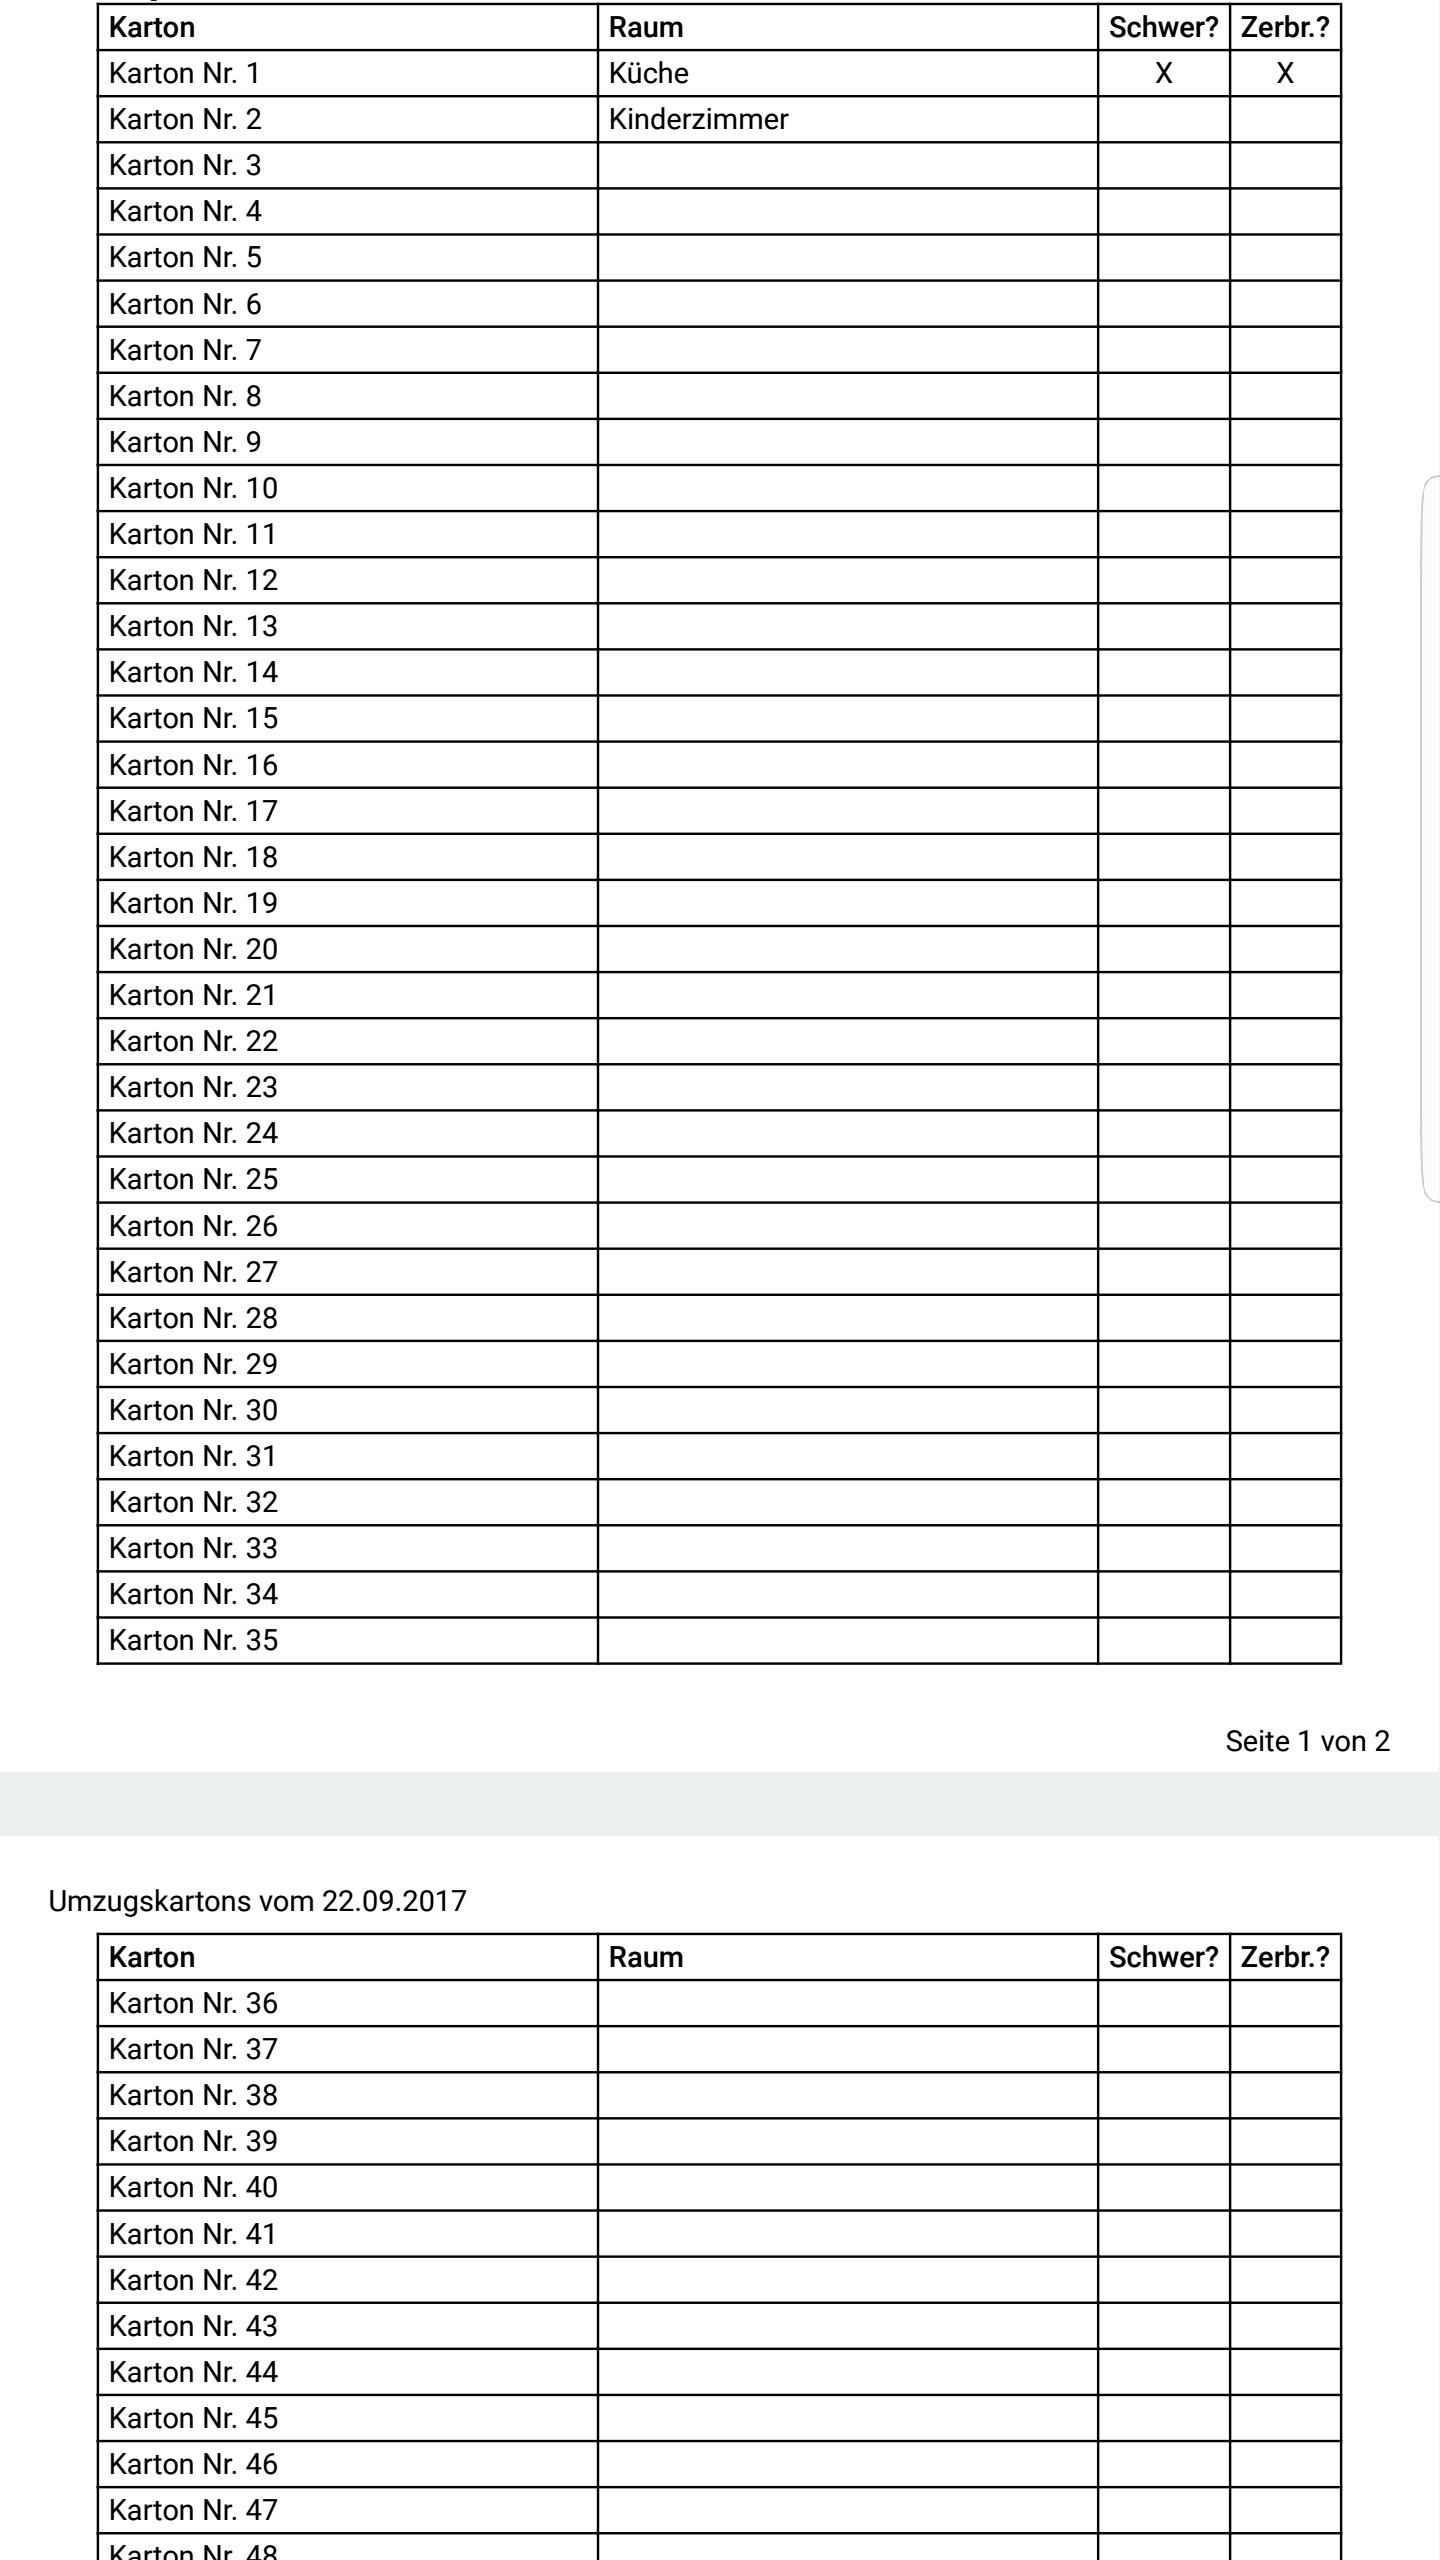 Karton Raum Schwer? Zerbr.?
Karton Nr. 1 Küche X X
Karton Nr. 2 Kinderzimmer
Karton Nr. 3
Karton Nr. 4
Karton Nr. 5
Karton Nr. 6
Karton Nr. 7
Karton Nr. 8
Karton Nr. 9
Karton Nr. 10
Karton Nr. 11
Karton Nr. 12
Karton Nr. 13
Karton Nr. 14
Karton Nr. 15
Karton Nr. 16
Karton Nr. 17
Karton Nr. 18
Karton Nr. 19
Karton Nr. 20
Karton Nr. 21
Karton Nr. 22
Karton Nr. 23
Karton Nr. 24
Karton Nr. 25
Karton Nr. 26
Karton Nr. 27
Karton Nr. 28
Karton Nr. 29
Karton Nr. 30
Karton Nr. 31
Karton Nr. 32
Karton Nr. 33
Karton Nr. 34
Karton Nr. 35
Seite 1 von 2
Umzugskartons vom 22.09.2017
Karton Raum Schwer? Zerbr.?
Karton Nr. 36
Karton Nr. 37
Karton Nr. 38
Karton Nr. 39
Karton Nr. 40
Karton Nr. 41
Karton Nr. 42
Karton Nr. 43
Karton Nr. 44
Karton Nr. 45
Karton Nr. 46
Karton Nr. 47
Karton Nr. 48